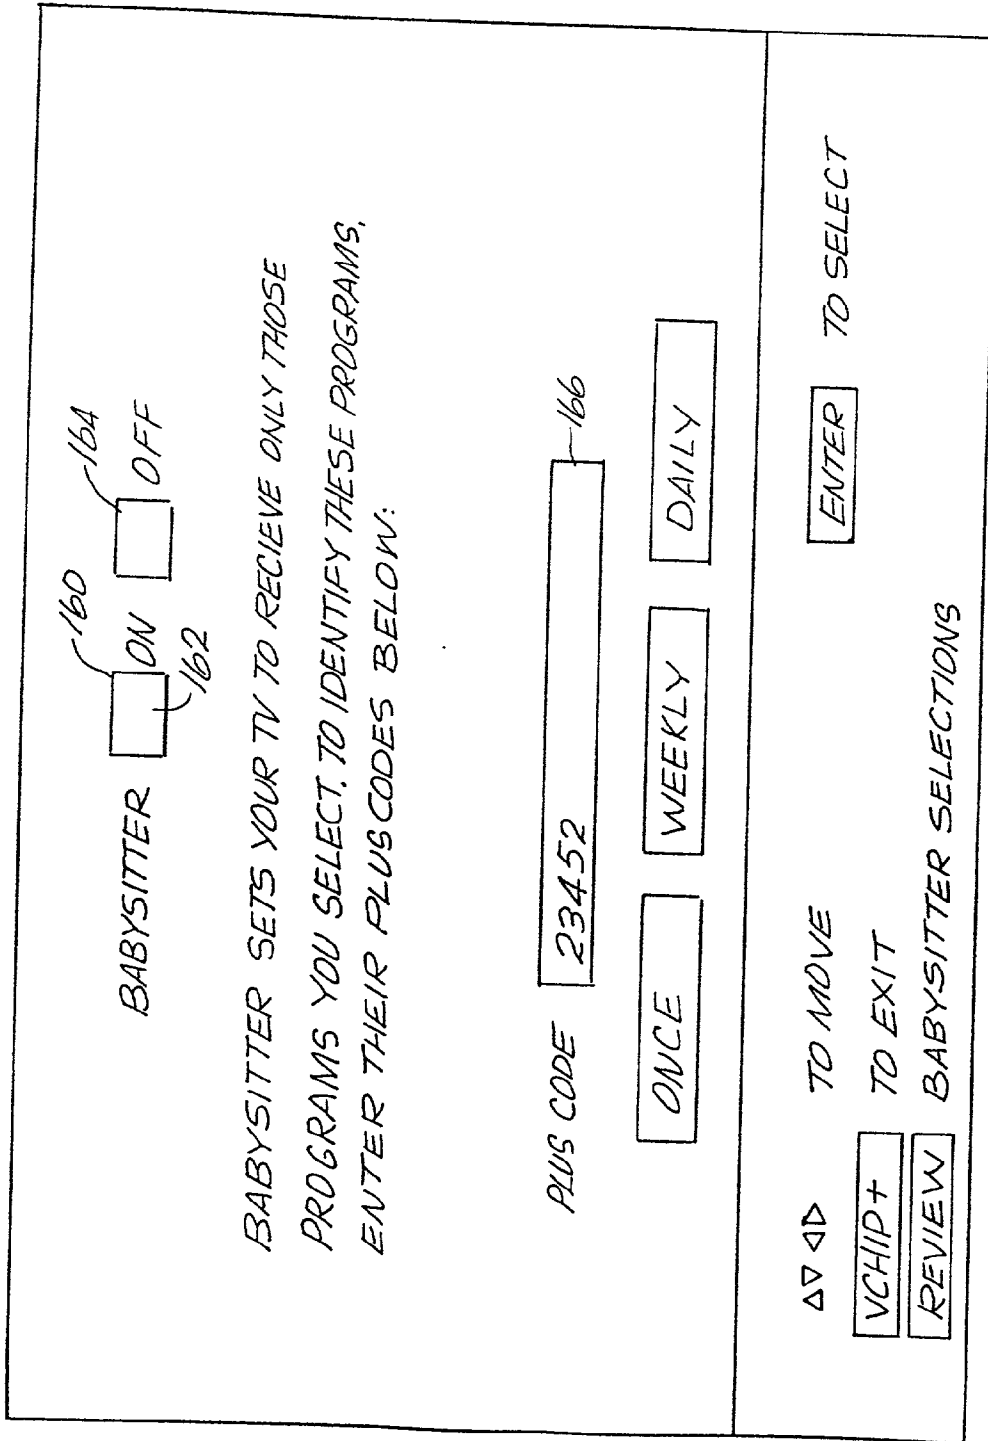 160 164
BABYSITTER ON OFF
162
BABYSITTER SETS YOUR TV TO RECIEVE ONLY THOSE
PROGRAMS YOU SELECT. TO IDENTIFY THESE PROGRAMS,
ENTER THEIR PLUS CODES BELOW:
PLUS CODE 23452 166
ONCE WEEKLY DAILY
△▽ ◁▷ TO MOVE ENTER TO SELECT
VCHIP+ TO EXIT
REVIEW BABYSITTER SELECTIONS